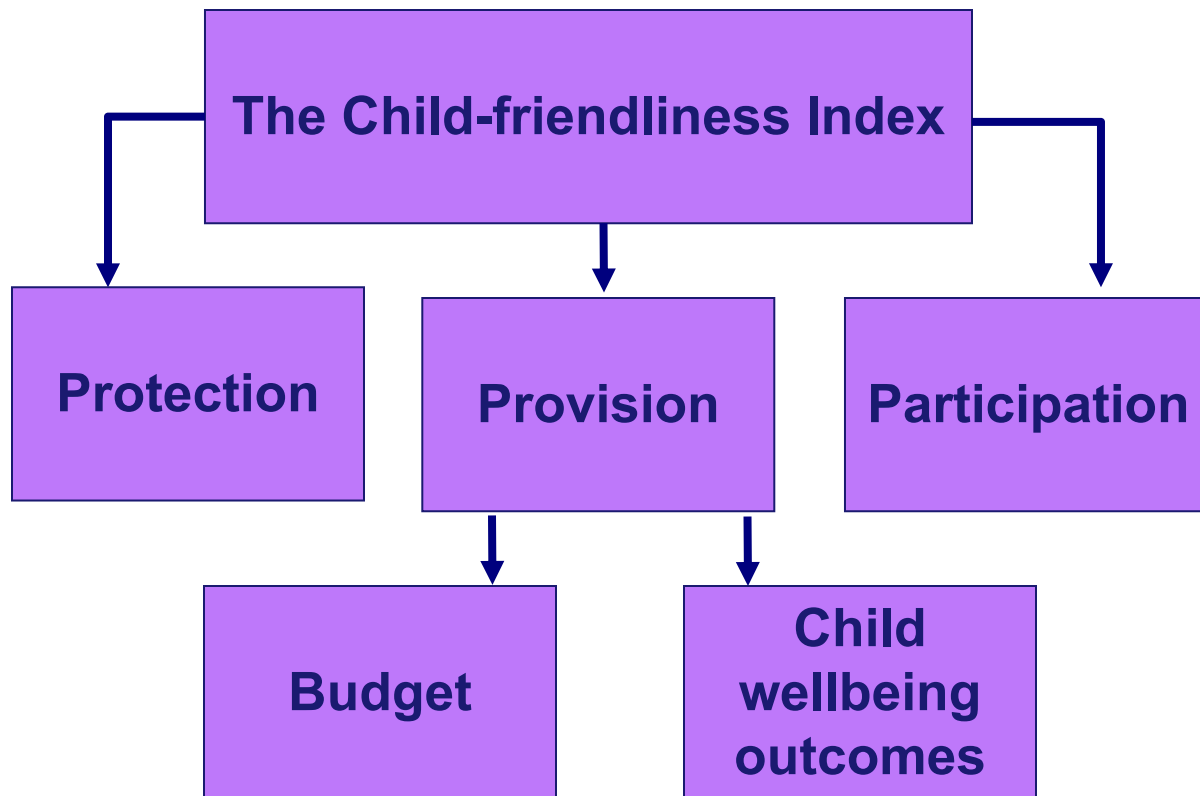 The Child-friendliness Index
Protection
Provision
Participation
Budget
Child
wellbeing
outcomes